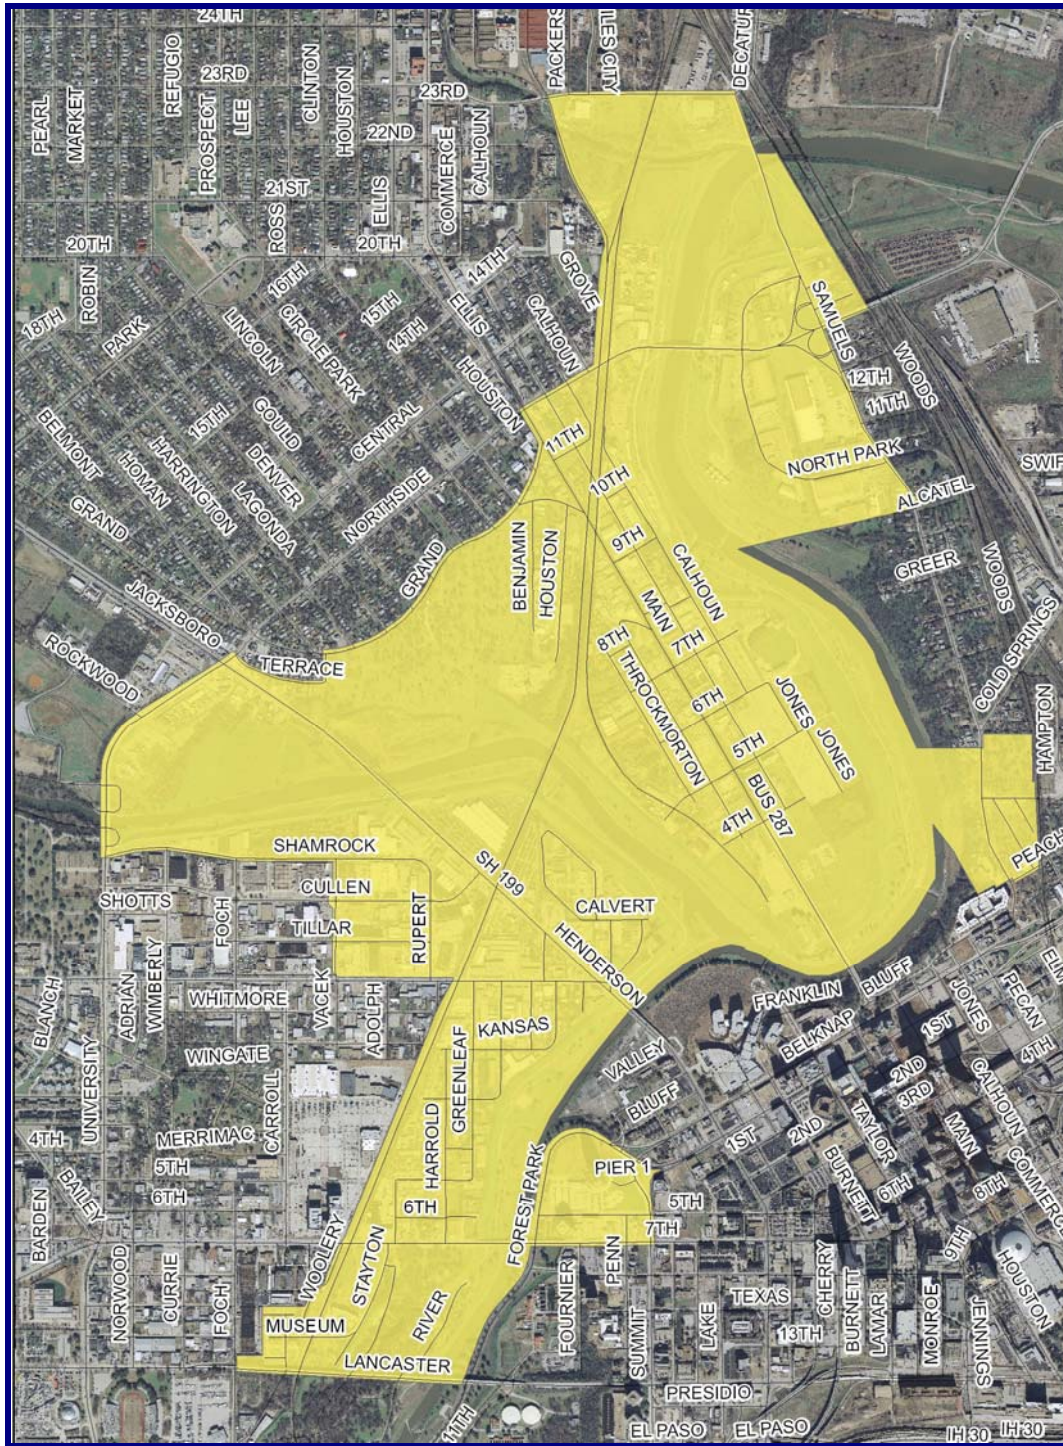 24TH
PACKERS
LES CITY
DECATUR
REFUGIO
23RD
CLINTON
HOUSTON
23RD
PEARL
MARKET
PROSPECT
LEE
22ND
COMMERCE
CALHOUN
21ST
ELLIS
ROSS
20TH
20TH
14TH
GROVE
ROBIN
16TH
15TH
14TH
ELLIS
CALHOUN
SAMUELS
18TH
PARK
LINCOLN
CIRCLE PARK
HOUSTON
WOODS
12TH
11TH
15TH
GOULD
CENTRAL
11TH
BELMONT
HOMAN
HARRINGTON
DENVER
LAGONDA
NORTHSIDE
10TH
NORTH PARK
SWIF
ALCATEL
GRAND
GRAND
BENJAMIN
HOUSTON
9TH
CALHOUN
GREER
WOODS
JACKSBORO
MAIN
8TH
7TH
COLD SPRINGS
ROCKWOOD
TERRACE
THROCKMORTON
6TH
JONES
JONES
HAMPTON
5TH
BUS 287
4TH
SHAMROCK
SH 199
PEACH
CULLEN
SHOTTS
FOCH
TILLAR
RUPERT
CALVERT
HENDERSON
ADRIAN
WIMBERLY
BLANCH
WHITMORE
VACEK
ADOLPH
FRANKLIN
BLUFF
PECAN
JONES
EL
UNIVERSITY
WINGATE
GREENLEAF
KANSAS
VALLEY
BELKNAP
1ST
4TH
2ND
3RD
CALHOUN
CARROLL
BLUFF
4TH
MERRIMAC
HARROLD
1ST
2ND
TAYLOR
MAIN
COMMERCE
5TH
6TH
BAILEY
BARDEN
FOREST PARK
PIER 1
BURNETT
6TH
8TH
6TH
5TH
7TH
9TH
NORWOOD
CURRIE
FOCH
WOOLERY
STAYTON
FOURNIER
PENN
CHERRY
HOUSTON
MUSEUM
RIVER
TEXAS
LAKE
13TH
BURNETT
LAMAR
MONROE
JENNINGS
LANCASTER
SUMMIT
PRESIDIO
11TH
EL PASO
EL PASO
IH 30
IH 30